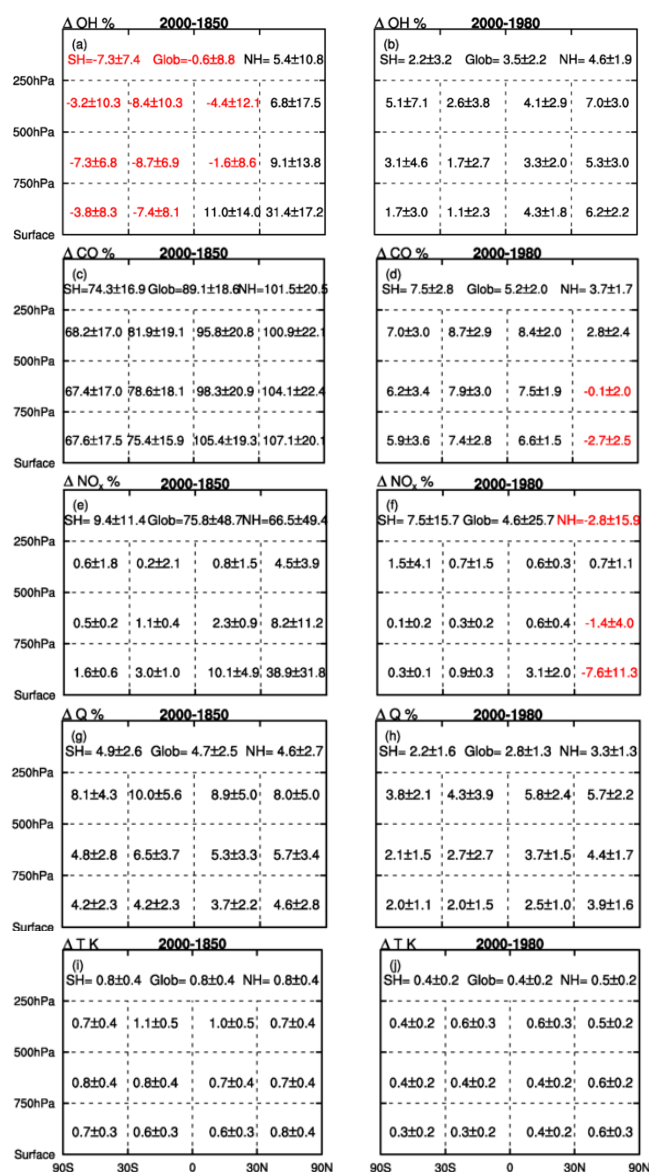 Δ OH % 2000-1850
(a)
SH=-7.3±7.4 Glob=-0.6±8.8 NH= 5.4±10.8
250hPa
-3.2±10.3 -8.4±10.3 -4.4±12.1 6.8±17.5
500hPa
-7.3±6.8 -8.7±6.9 -1.6±8.6 9.1±13.8
750hPa
-3.8±8.3 -7.4±8.1 11.0±14.0 31.4±17.2
Surface
Δ OH % 2000-1980
(b)
SH= 2.2±3.2 Glob= 3.5±2.2 NH= 4.6±1.9
5.1±7.1 2.6±3.8 4.1±2.9 7.0±3.0
3.1±4.6 1.7±2.7 3.3±2.0 5.3±3.0
1.7±3.0 1.1±2.3 4.3±1.8 6.2±2.2
Δ CO % 2000-1850
(c)
SH=74.3±16.9 Glob=89.1±18.6 NH=101.5±20.5
250hPa
68.2±17.0 81.9±19.1 95.8±20.8 100.9±22.1
500hPa
67.4±17.0 78.6±18.1 98.3±20.9 104.1±22.4
750hPa
67.6±17.5 75.4±15.9 105.4±19.3 107.1±20.1
Surface
Δ CO % 2000-1980
(d)
SH= 7.5±2.8 Glob= 5.2±2.0 NH= 3.7±1.7
7.0±3.0 8.7±2.9 8.4±2.0 2.8±2.4
6.2±3.4 7.9±3.0 7.5±1.9 -0.1±2.0
5.9±3.6 7.4±2.8 6.6±1.5 -2.7±2.5
Δ NOₓ % 2000-1850
(e)
SH= 9.4±11.4 Glob=75.8±48.7 NH=66.5±49.4
250hPa
0.6±1.8 0.2±2.1 0.8±1.5 4.5±3.9
500hPa
0.5±0.2 1.1±0.4 2.3±0.9 8.2±11.2
750hPa
1.6±0.6 3.0±1.0 10.1±4.9 38.9±31.8
Surface
Δ NOₓ % 2000-1980
(f)
SH= 7.5±15.7 Glob= 4.6±25.7 NH=-2.8±15.9
1.5±4.1 0.7±1.5 0.6±0.3 0.7±1.1
0.1±0.2 0.3±0.2 0.6±0.4 -1.4±4.0
0.3±0.1 0.9±0.3 3.1±2.0 -7.6±11.3
Δ Q % 2000-1850
(g)
SH= 4.9±2.6 Glob= 4.7±2.5 NH= 4.6±2.7
250hPa
8.1±4.3 10.0±5.6 8.9±5.0 8.0±5.0
500hPa
4.8±2.8 6.5±3.7 5.3±3.3 5.7±3.4
750hPa
4.2±2.3 4.2±2.3 3.7±2.2 4.6±2.8
Surface
Δ Q % 2000-1980
(h)
SH= 2.2±1.6 Glob= 2.8±1.3 NH= 3.3±1.3
3.8±2.1 4.3±3.9 5.8±2.4 5.7±2.2
2.1±1.5 2.7±2.7 3.7±1.5 4.4±1.7
2.0±1.1 2.0±1.5 2.5±1.0 3.9±1.6
Δ T K 2000-1850
(i)
SH= 0.8±0.4 Glob= 0.8±0.4 NH= 0.8±0.4
250hPa
0.7±0.4 1.1±0.5 1.0±0.5 0.7±0.4
500hPa
0.8±0.4 0.8±0.4 0.7±0.4 0.7±0.4
750hPa
0.7±0.3 0.6±0.3 0.6±0.3 0.8±0.4
Surface
90S 30S 0 30N 90N
Δ T K 2000-1980
(j)
SH= 0.4±0.2 Glob= 0.4±0.2 NH= 0.5±0.2
0.4±0.2 0.6±0.3 0.6±0.3 0.5±0.2
0.4±0.2 0.4±0.2 0.4±0.2 0.6±0.2
0.3±0.2 0.3±0.2 0.4±0.2 0.6±0.3
90S 30S 0 30N 90N